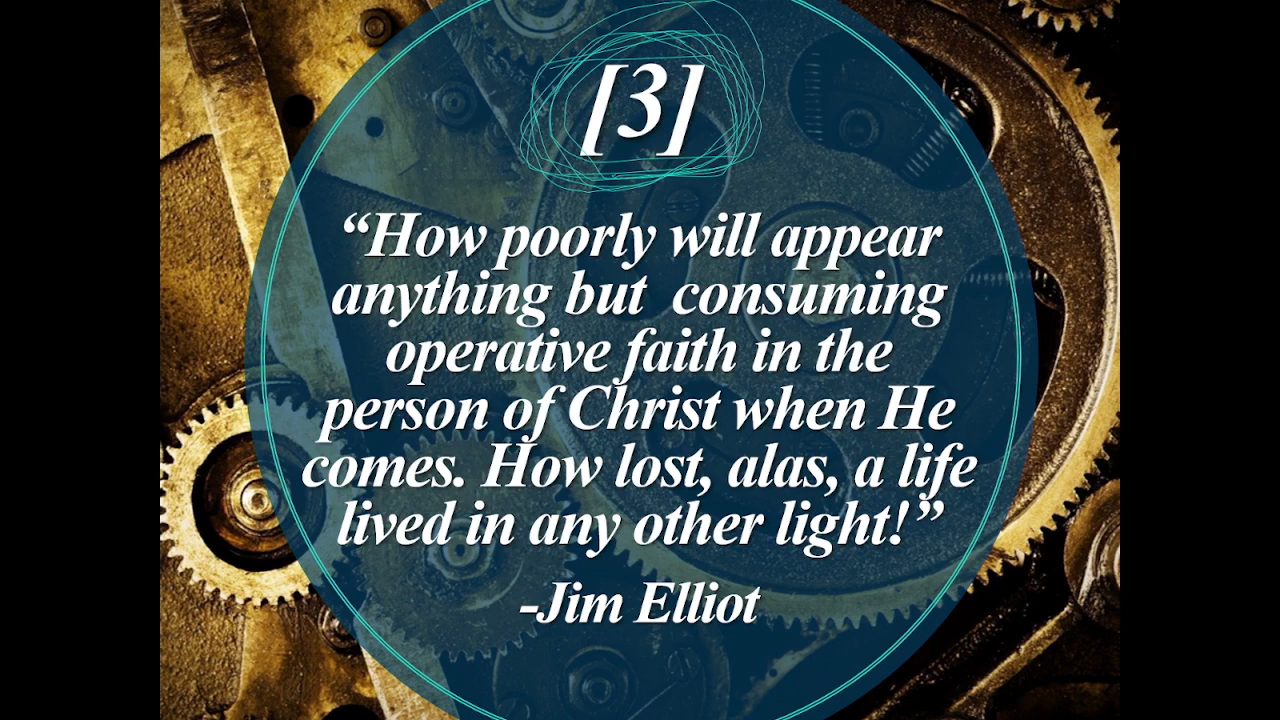 [3]
“How poorly will appear
anything but consuming
operative faith in the
person of Christ when He
comes. How lost, alas, a life
lived in any other light!”
-Jim Elliot